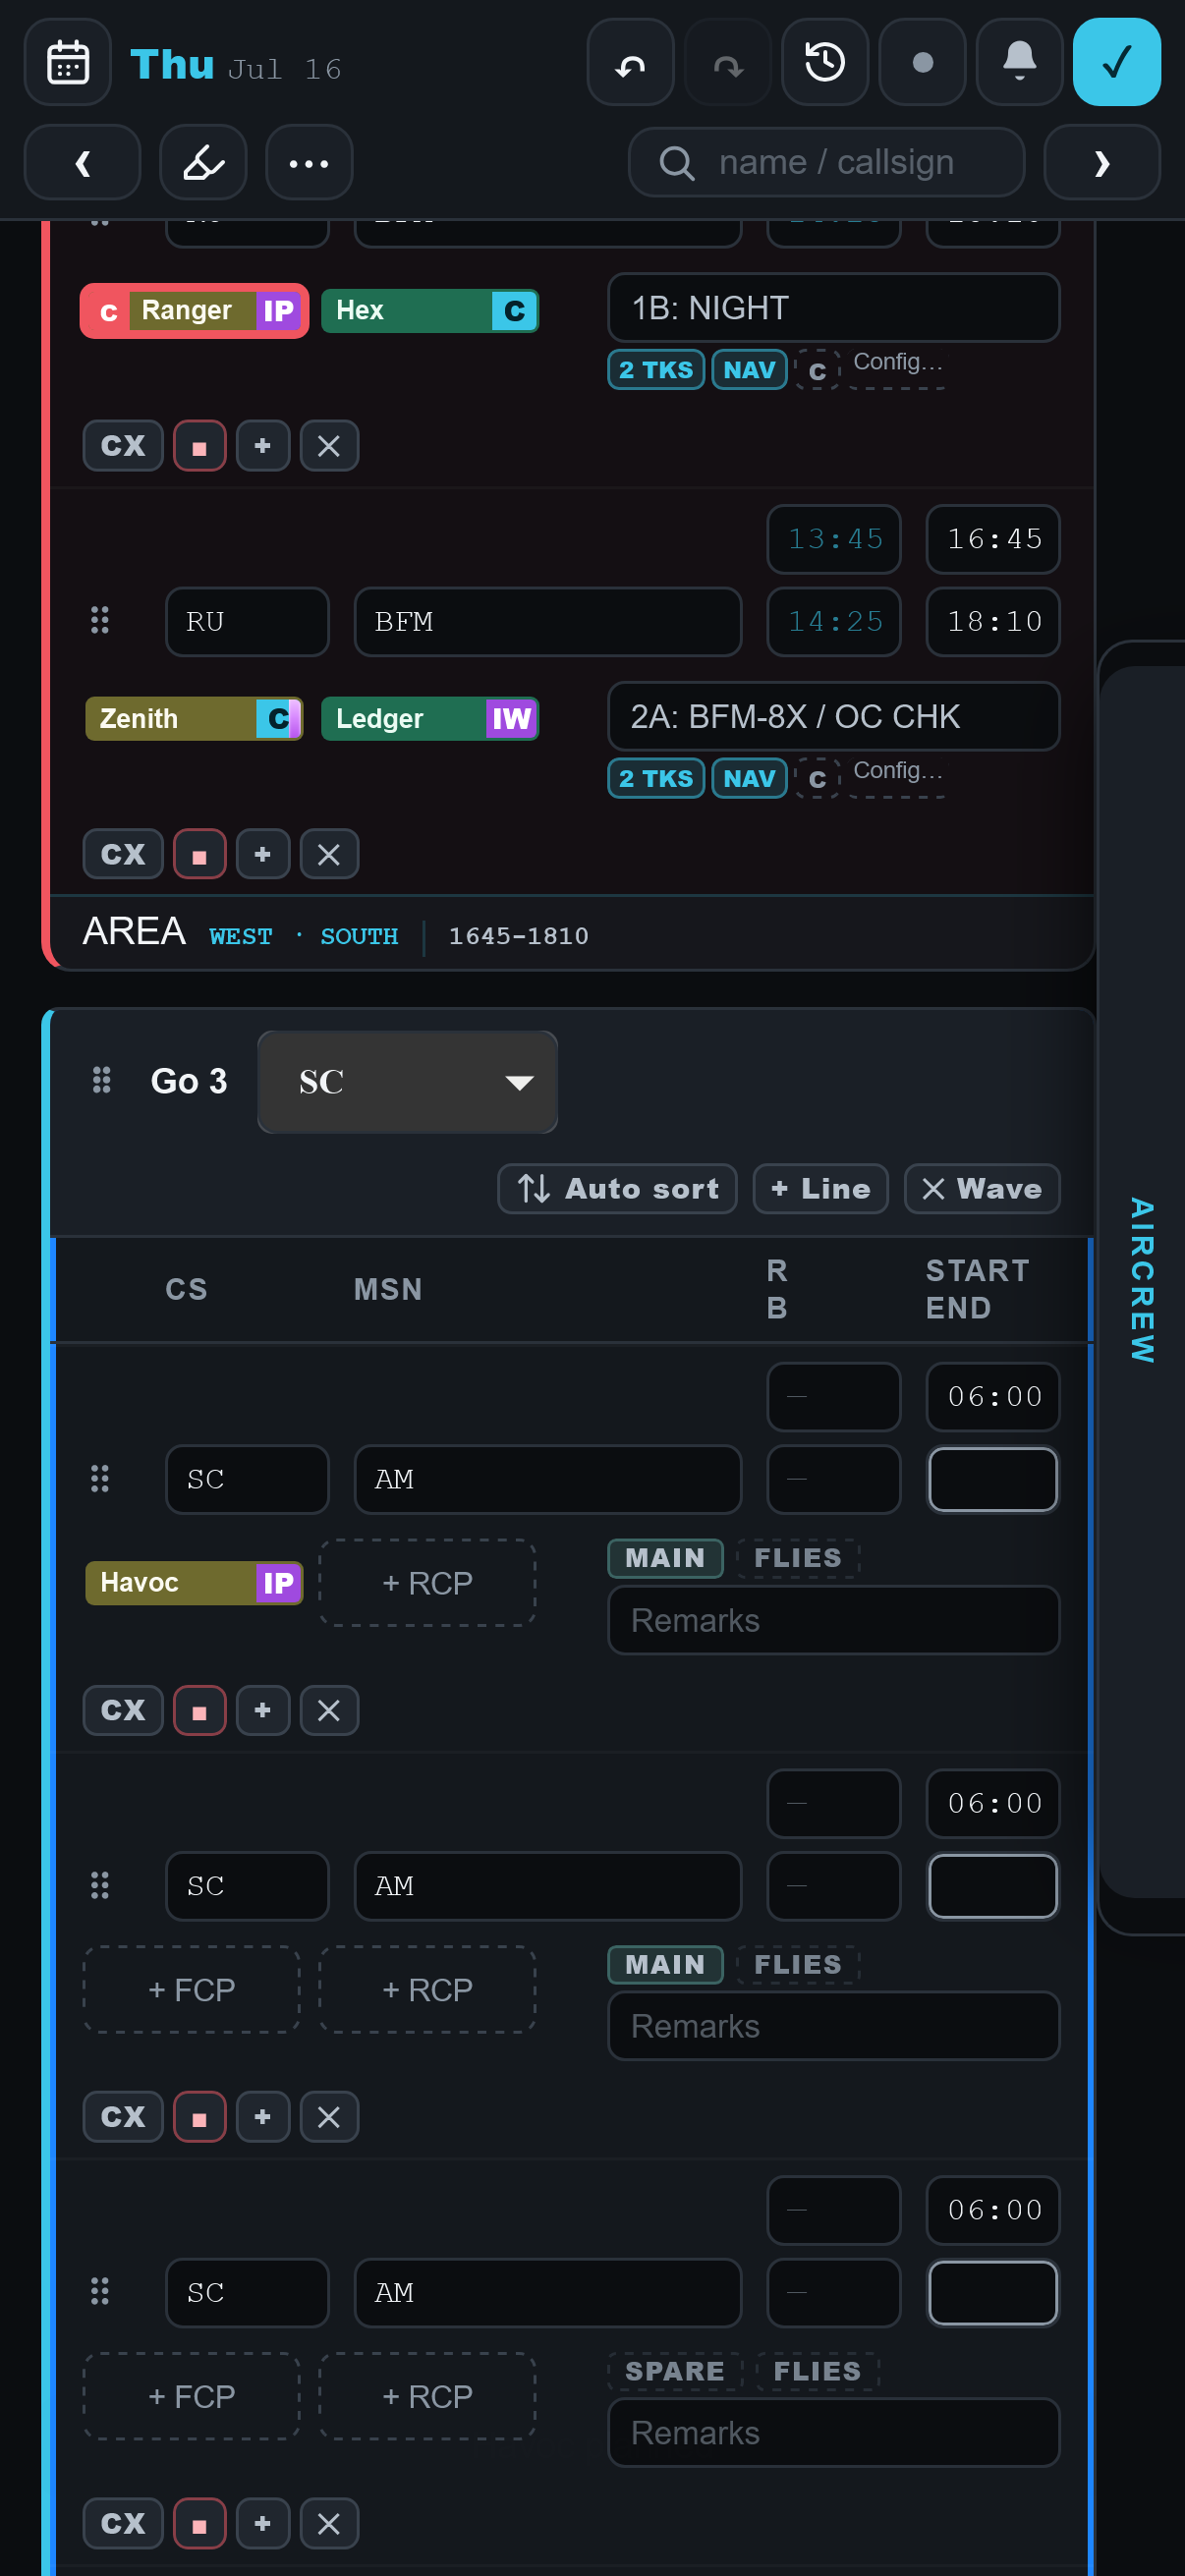 Thu Jul 16
name / callsign
C Ranger IP Hex C
1B: NIGHT
2 TKS NAV C Config...
CX +
13:45 16:45
RU BFM 14:25 18:10
Zenith C Ledger IW
2A: BFM-8X / OC CHK
2 TKS NAV C Config...
CX +
AREA WEST · SOUTH 1645-1810
Go 3 SC
Auto sort + Line Wave
CS MSN R START
B END
— 06:00
SC AM —
Havoc IP + RCP
MAIN FLIES
Remarks
CX +
— 06:00
SC AM —
+ FCP + RCP
MAIN FLIES
Remarks
CX +
— 06:00
SC AM —
+ FCP + RCP
SPARE FLIES
Remarks
CX +
AIRCREW